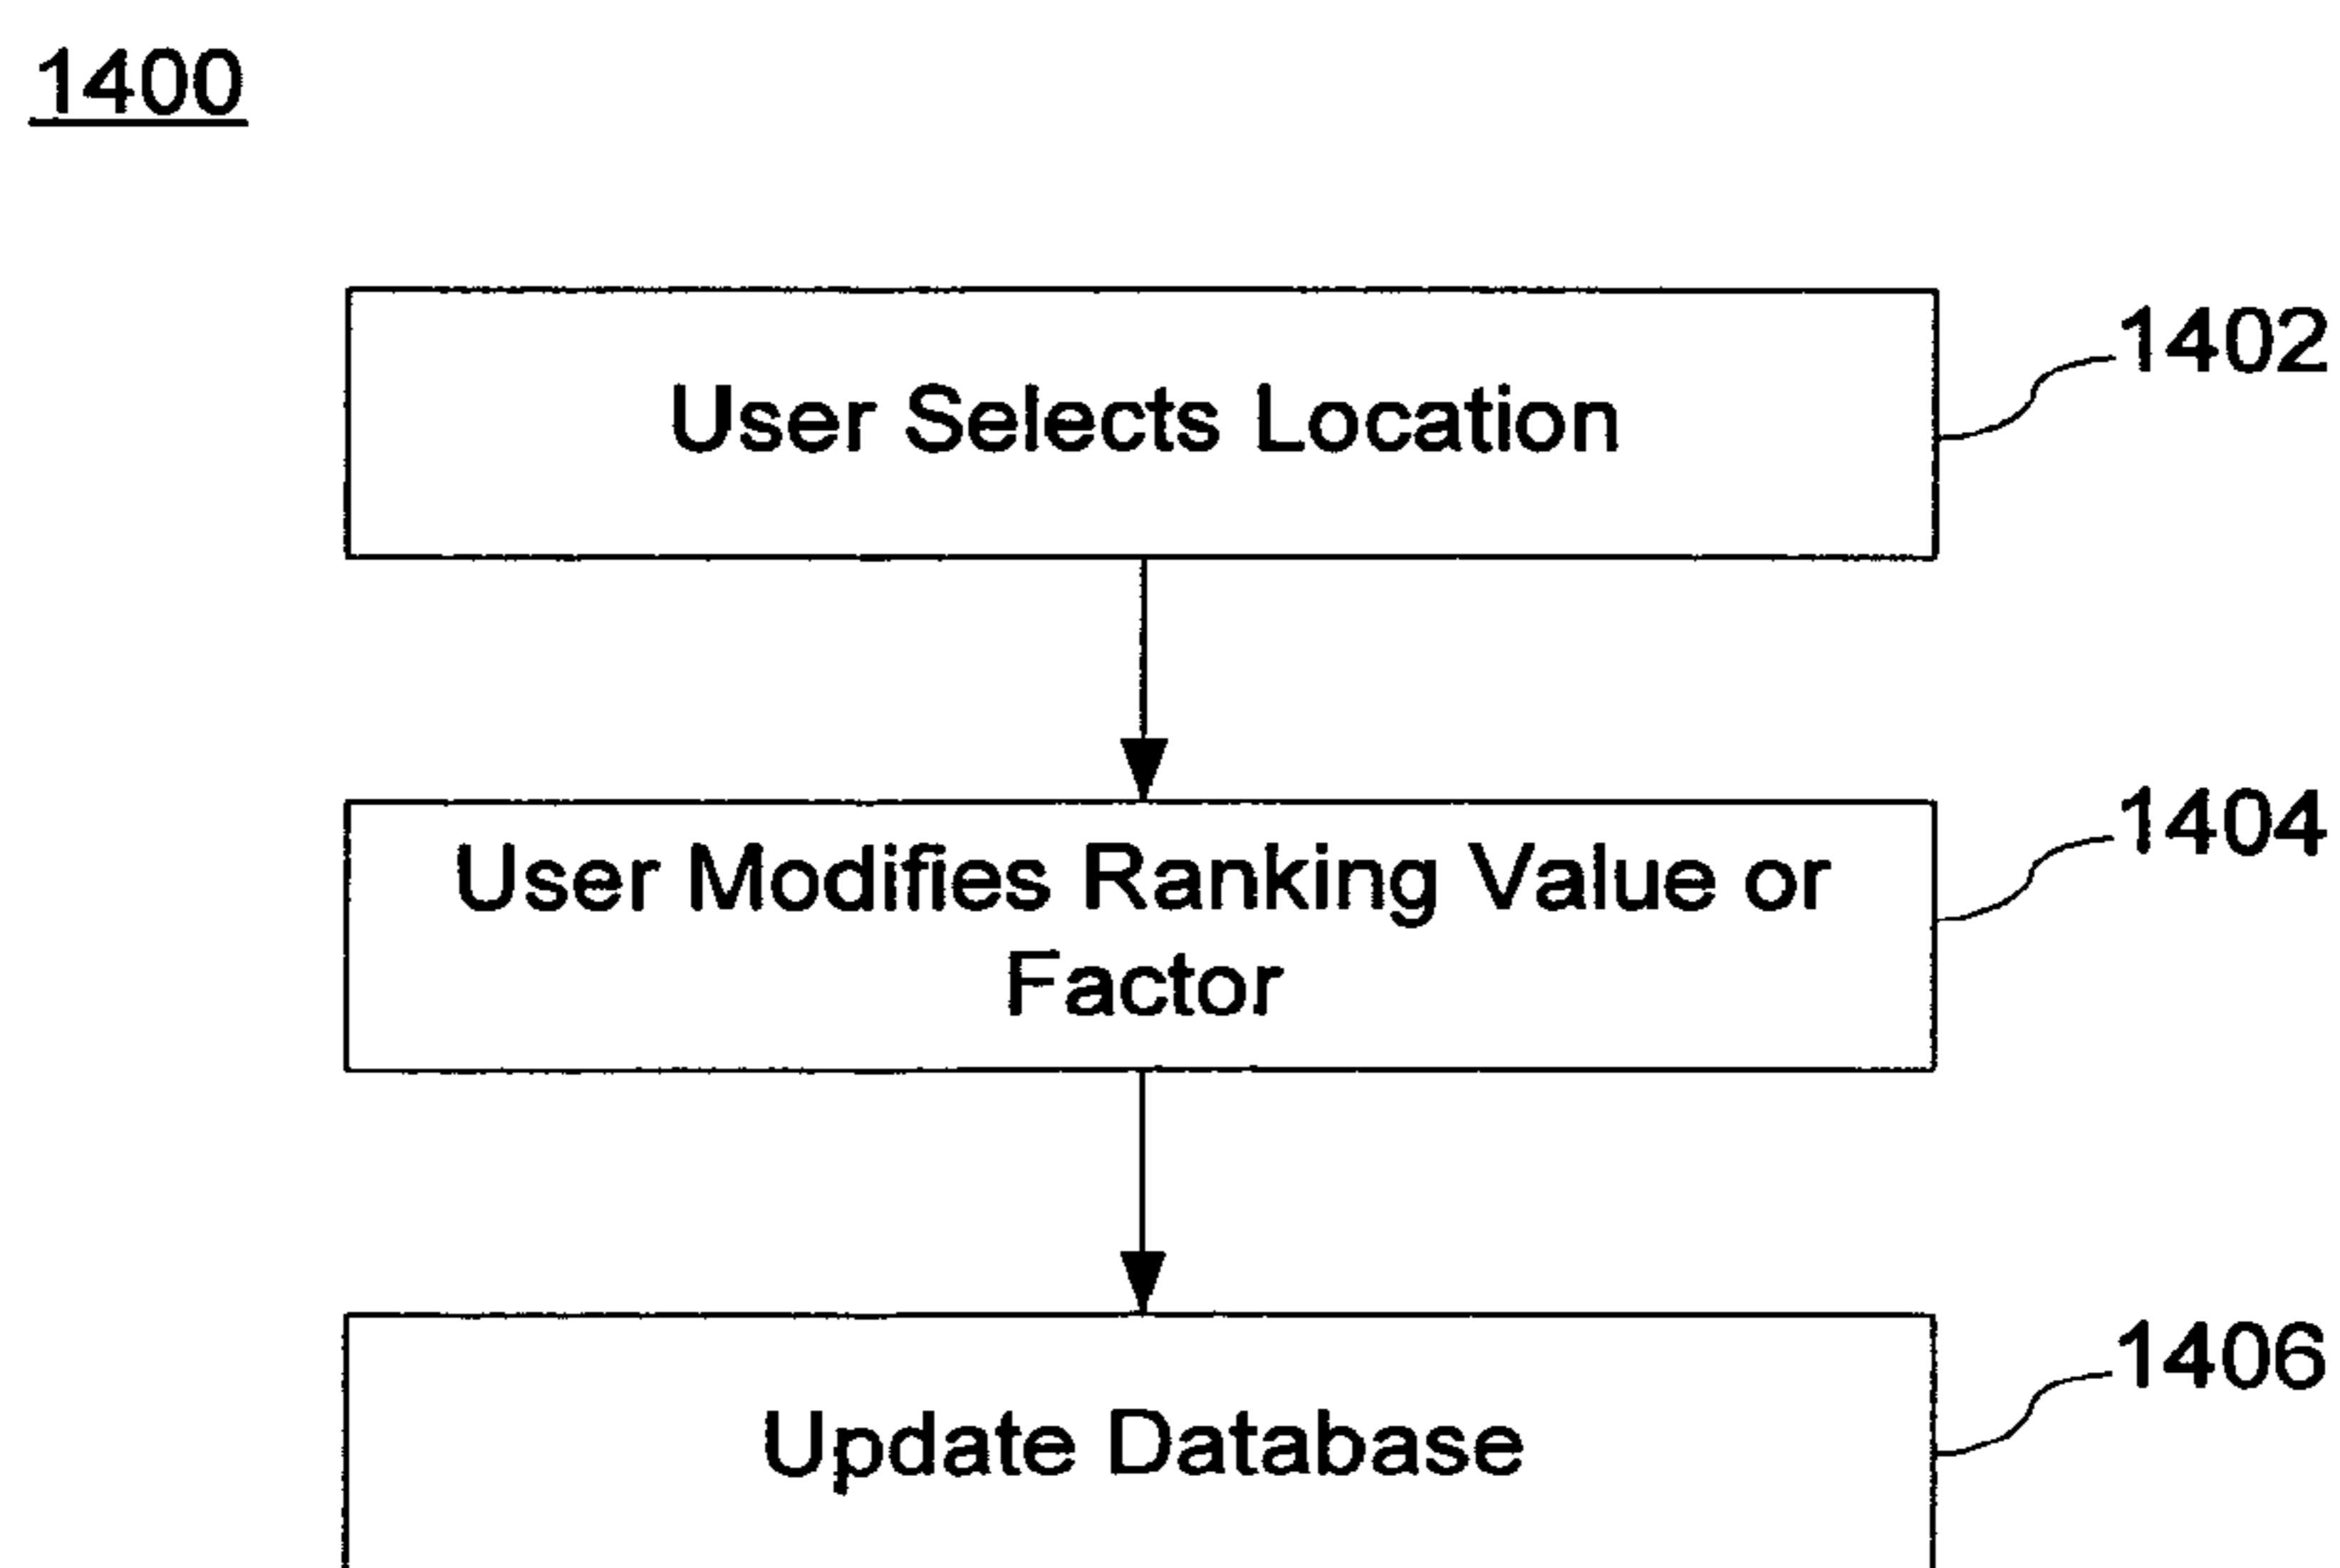 1400
User Selects Location
1402
User Modifies Ranking Value or
Factor
1404
Update Database
1406